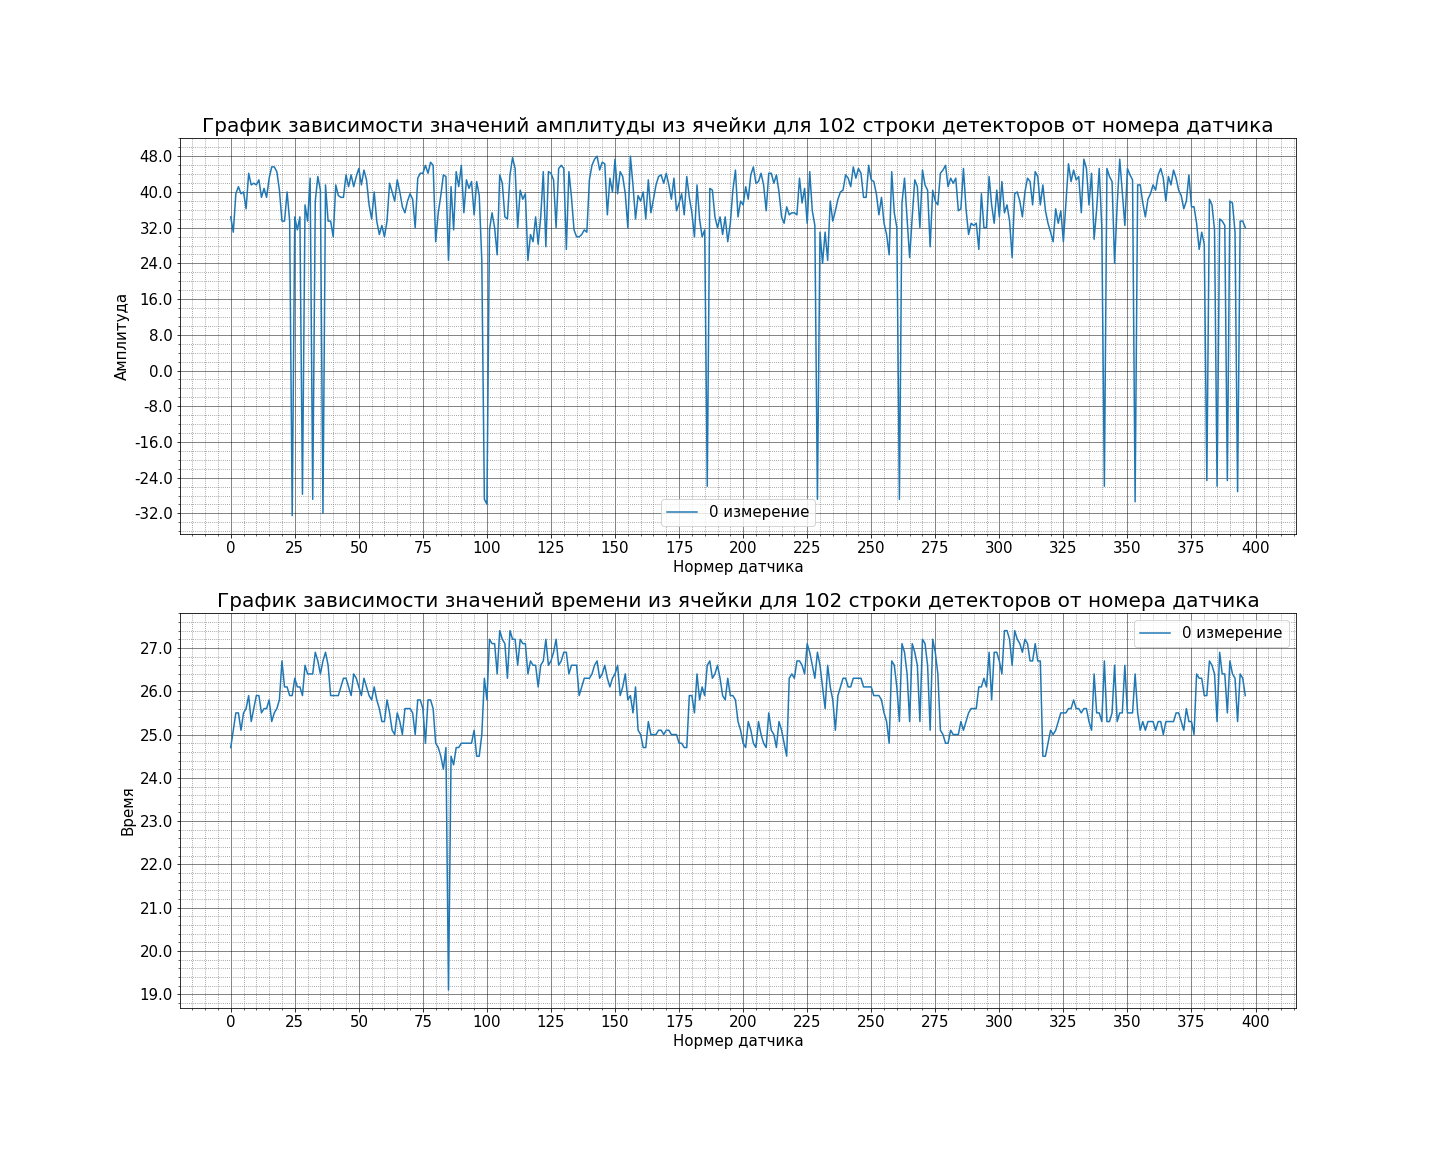 График зависимости значений амплитуды из ячейки для 102 строки детекторов от номера датчика
48.0
40.0
32.0
24.0
16.0
8.0
0.0
-8.0
-16.0
-24.0
-32.0
Амплитуда
0 измерение
0 25 50 75 100 125 150 175 200 225 250 275 300 325 350 375 400
Нормер датчика
График зависимости значений времени из ячейки для 102 строки детекторов от номера датчика
0 измерение
27.0
26.0
25.0
24.0
23.0
22.0
21.0
20.0
19.0
Время
0 25 50 75 100 125 150 175 200 225 250 275 300 325 350 375 400
Нормер датчика